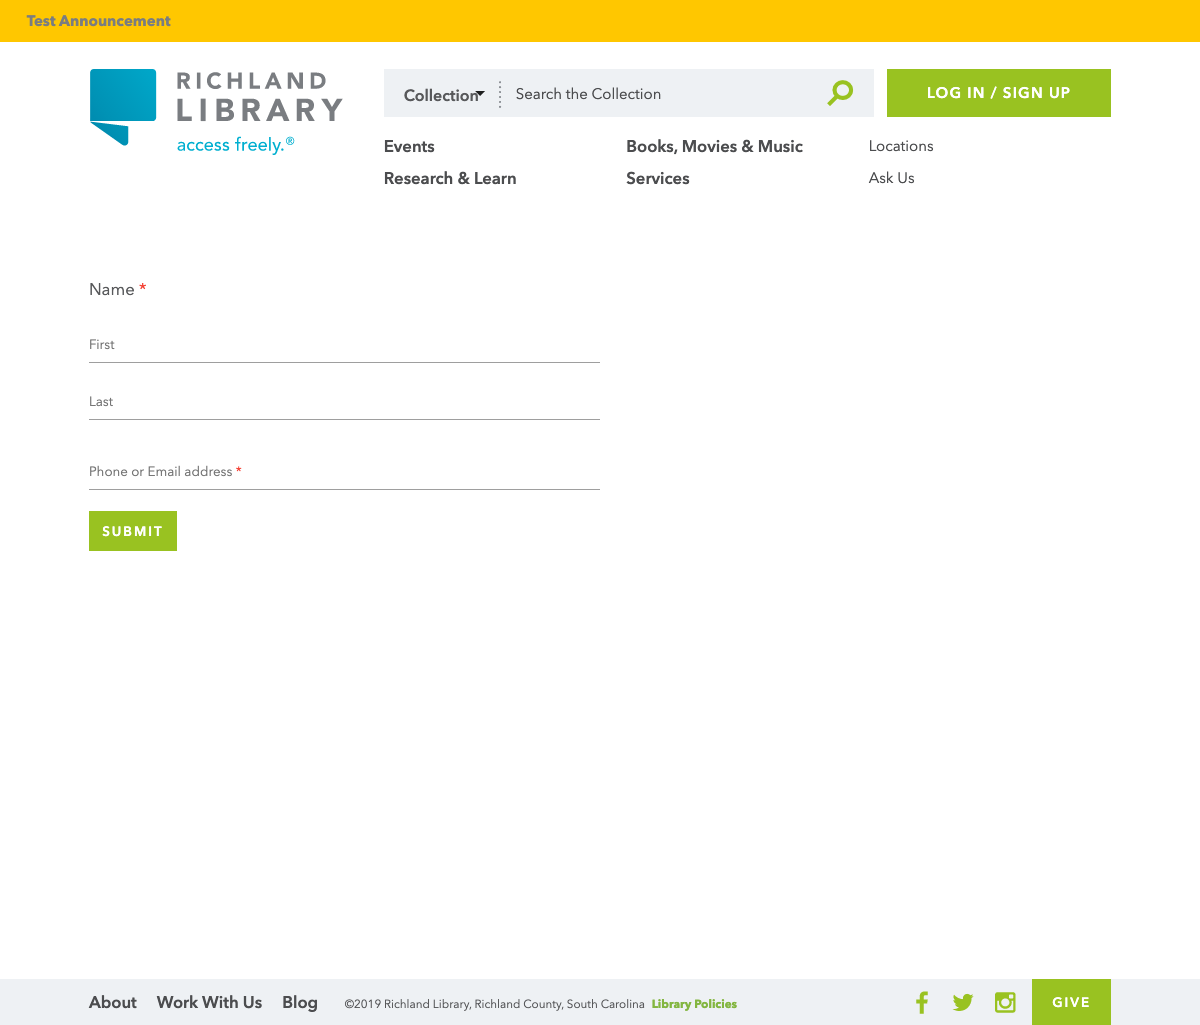 Test Announcement
RICHLAND
LIBRARY
access freely.®
Collection
Search the Collection
LOG IN / SIGN UP
Events
Books, Movies & Music
Locations
Research & Learn
Services
Ask Us
Name *
First
Last
Phone or Email address *
SUBMIT
About
Work With Us
Blog
©2019 Richland Library, Richland County, South Carolina Library Policies
GIVE